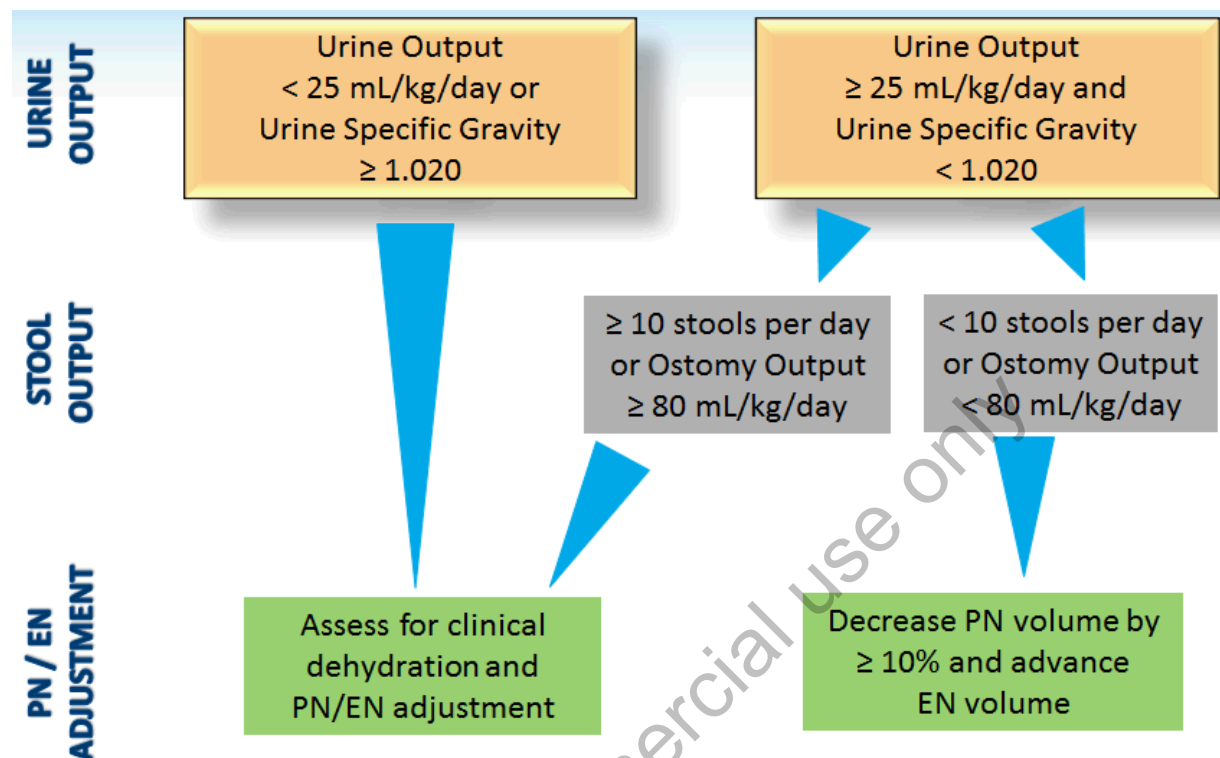 URINE
OUTPUT
Urine Output
< 25 mL/kg/day or
Urine Specific Gravity
≥ 1.020
Urine Output
≥ 25 mL/kg/day and
Urine Specific Gravity
< 1.020
STOOL
OUTPUT
≥ 10 stools per day
or Ostomy Output
≥ 80 mL/kg/day
< 10 stools per day
or Ostomy Output
< 80 mL/kg/day
PN / EN
ADJUSTMENT
Assess for clinical
dehydration and
PN/EN adjustment
Decrease PN volume by
≥ 10% and advance
EN volume
mercial use only